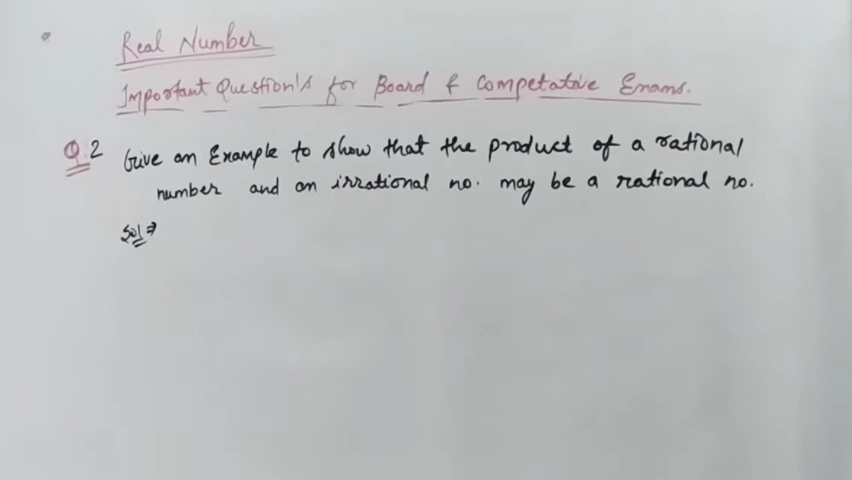 Real Number
Important Question's for Board & Competative Exams.
Q.2 Give an Example to show that the product of a rational
number and an irrational no. may be a rational no.
Sol ⇒